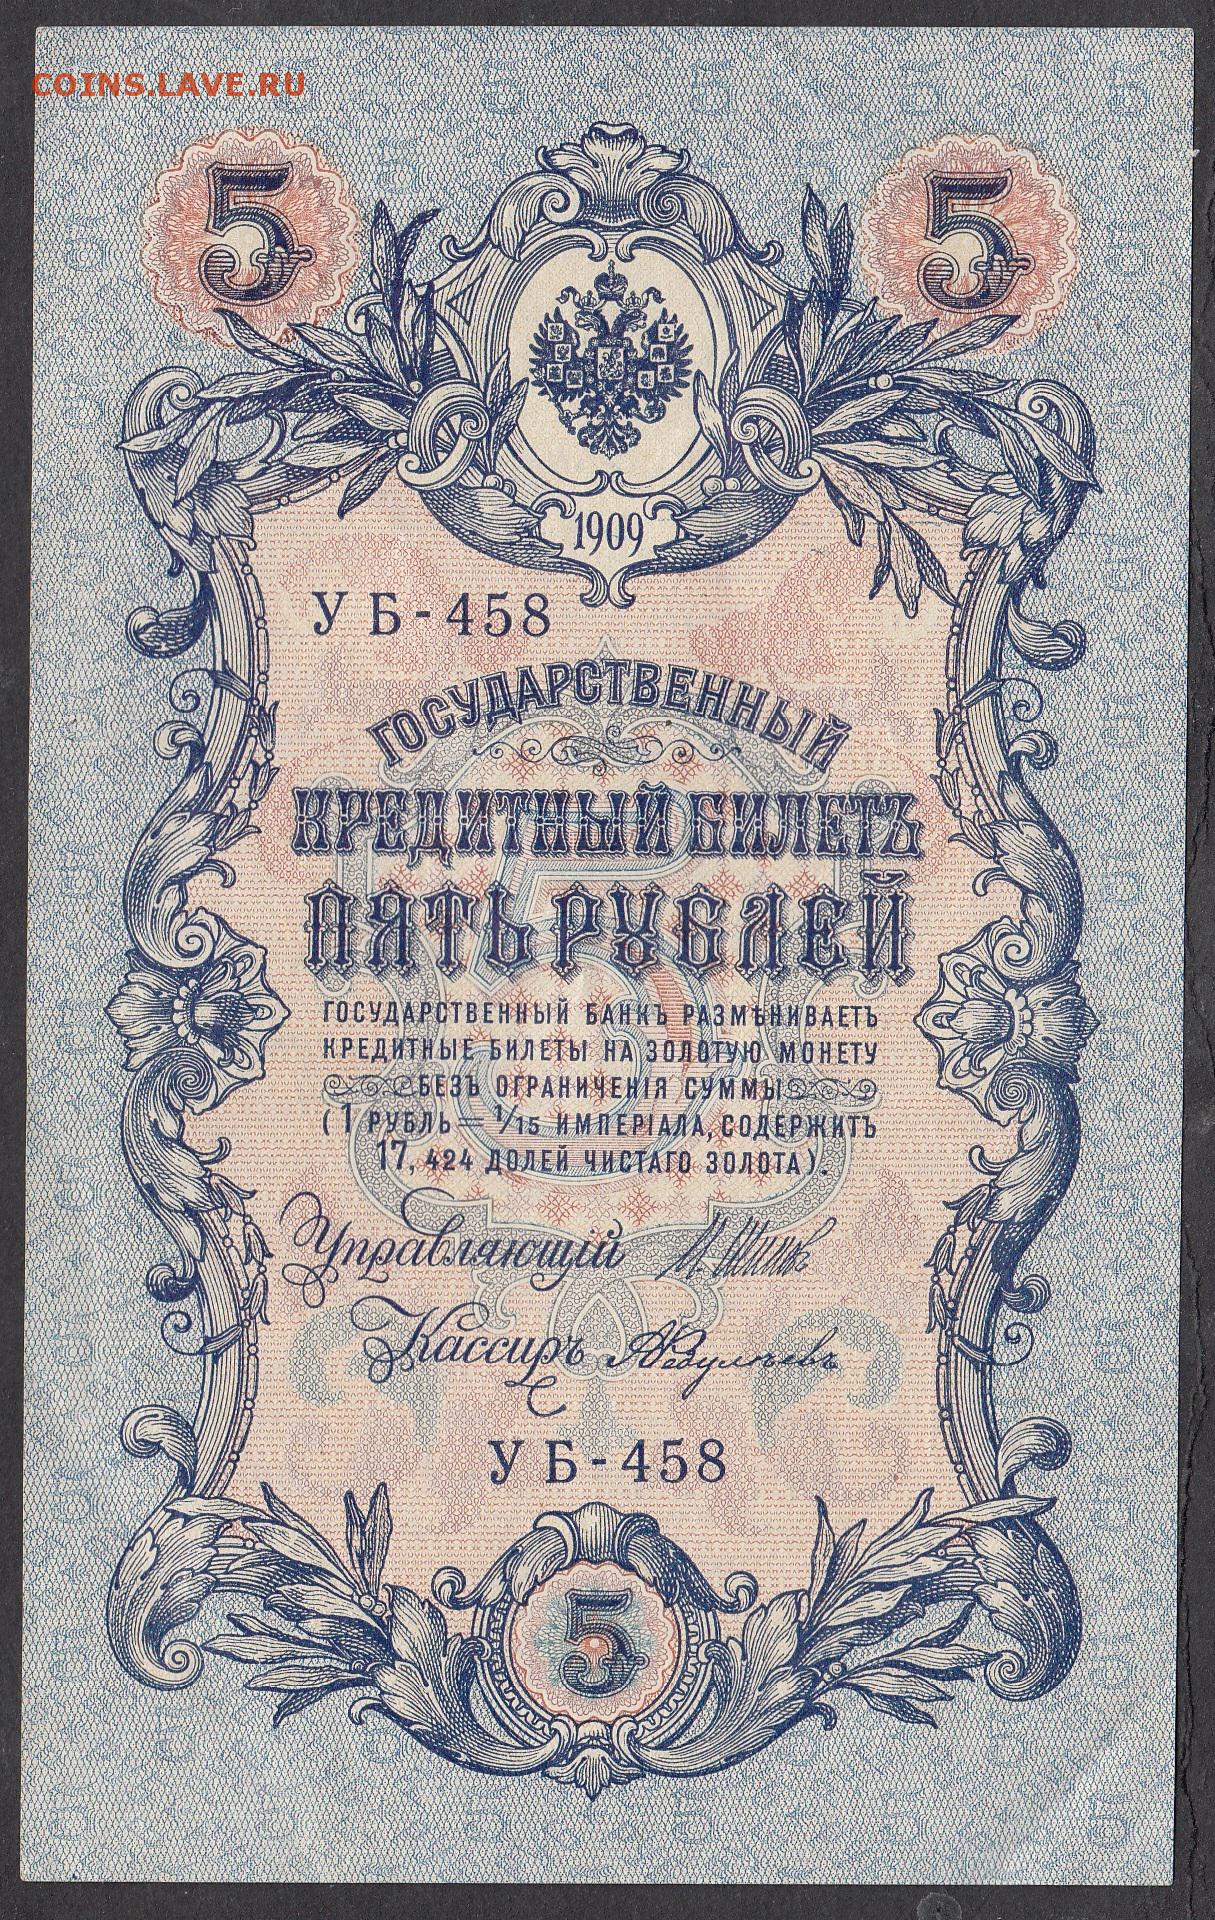 COINS.LAVE.RU
5 5
1909
УБ-458
ГОСУДАРСТВЕННЫЙ
КРЕДИТНЫЙ БИЛЕТЪ
ПЯТЬ РУБЛЕЙ
5
ГОСУДАРСТВЕННЫЙ БАНКЪ РАЗМѢНИВАЕТЪ
КРЕДИТНЫЕ БИЛЕТЫ НА ЗОЛОТУЮ МОНЕТУ
БЕЗЪ ОГРАНИЧЕНІЯ СУММЫ
(1 РУБЛЬ = 1/15 ИМПЕРІАЛА, СОДЕРЖИТЪ
17,424 ДОЛЕЙ ЧИСТАГО ЗОЛОТА).
Управляющій И Шиповъ
Кассиръ
УБ-458
5